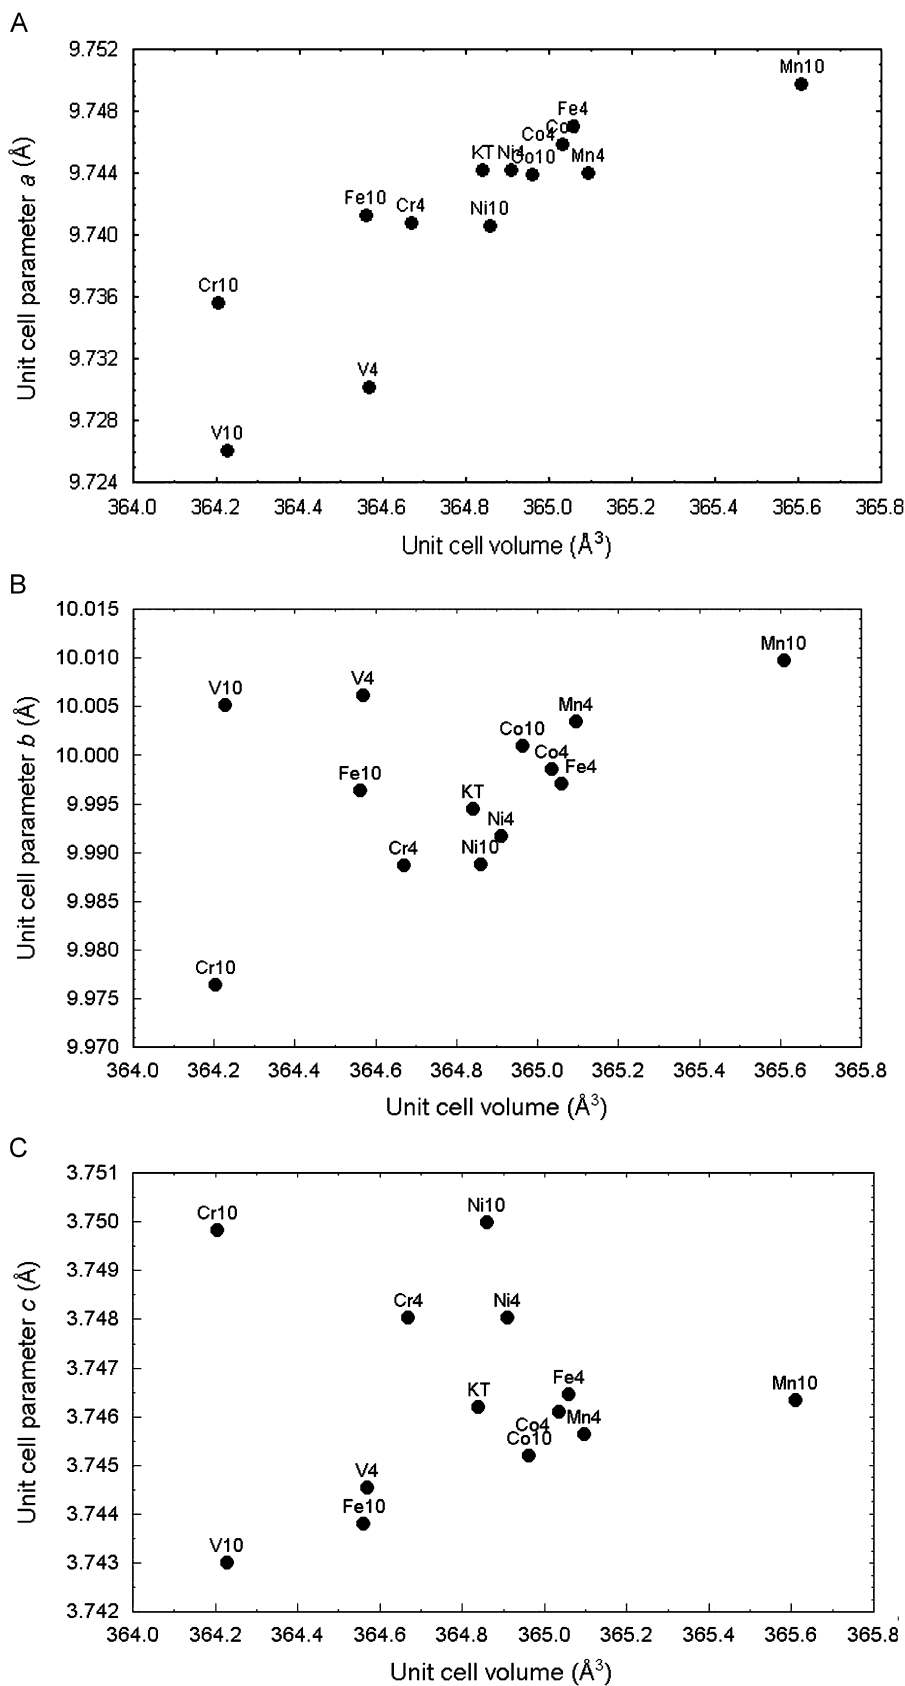 A
9.752
9.748
9.744
9.740
9.736
9.732
9.728
9.724
Unit cell parameter a (Å)
Mn10
Fe4
Co
Co4
KT Ni4 Co10 Mn4
Fe10 Cr4 Ni10
Cr10
V4
V10
364.0 364.2 364.4 364.6 364.8 365.0 365.2 365.4 365.6 365.8
Unit cell volume (Å3)
B
10.015
10.010
10.005
10.000
9.995
9.990
9.985
9.980
9.975
9.970
Unit cell parameter b (Å)
Mn10
V10 V4
Mn4
Co10
Co4
Fe10 Fe4
KT
Ni4
Cr4 Ni10
Cr10
364.0 364.2 364.4 364.6 364.8 365.0 365.2 365.4 365.6 365.8
Unit cell volume (Å3)
C
3.751
3.750
3.749
3.748
3.747
3.746
3.745
3.744
3.743
3.742
Unit cell parameter c (Å)
Cr10 Ni10
Cr4 Ni4
Fe4
KT Mn10
Co4 Mn4
Co10
V4
Fe10
V10
364.0 364.2 364.4 364.6 364.8 365.0 365.2 365.4 365.6 365.8
Unit cell volume (Å3)